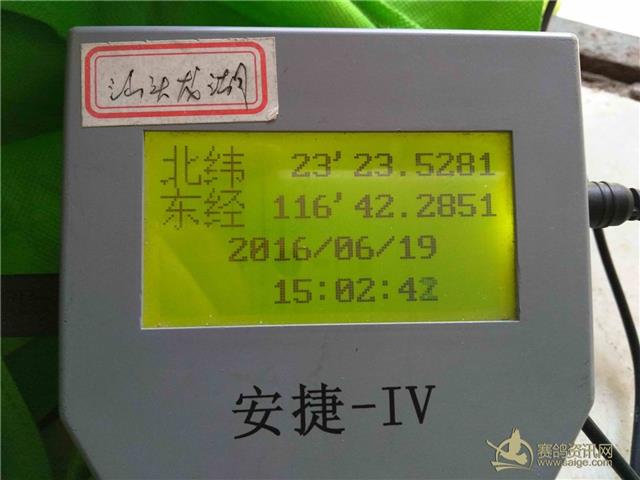 汕头龙湖
北纬 23'23.5281
东经 116'42.2851
2016/06/19
15:02:42
安捷-IV
赛鸽资讯网
www.saige.com